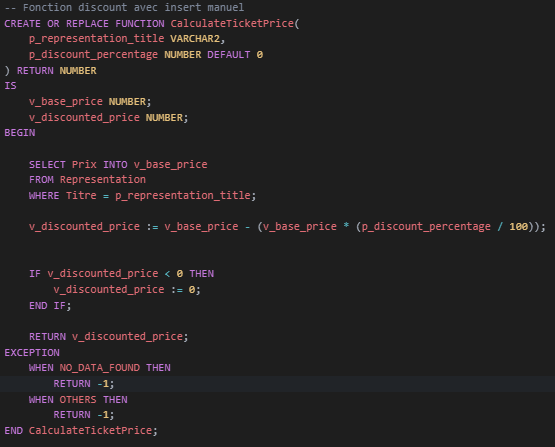 -- Fonction discount avec insert manuel
CREATE OR REPLACE FUNCTION CalculateTicketPrice(
    p_representation_title VARCHAR2,
    p_discount_percentage NUMBER DEFAULT 0
) RETURN NUMBER
IS
    v_base_price NUMBER;
    v_discounted_price NUMBER;
BEGIN

    SELECT Prix INTO v_base_price
    FROM Representation
    WHERE Titre = p_representation_title;

    v_discounted_price := v_base_price - (v_base_price * (p_discount_percentage / 100));


    IF v_discounted_price < 0 THEN
        v_discounted_price := 0;
    END IF;

    RETURN v_discounted_price;
EXCEPTION
    WHEN NO_DATA_FOUND THEN
        RETURN -1;
    WHEN OTHERS THEN
        RETURN -1;
END CalculateTicketPrice;